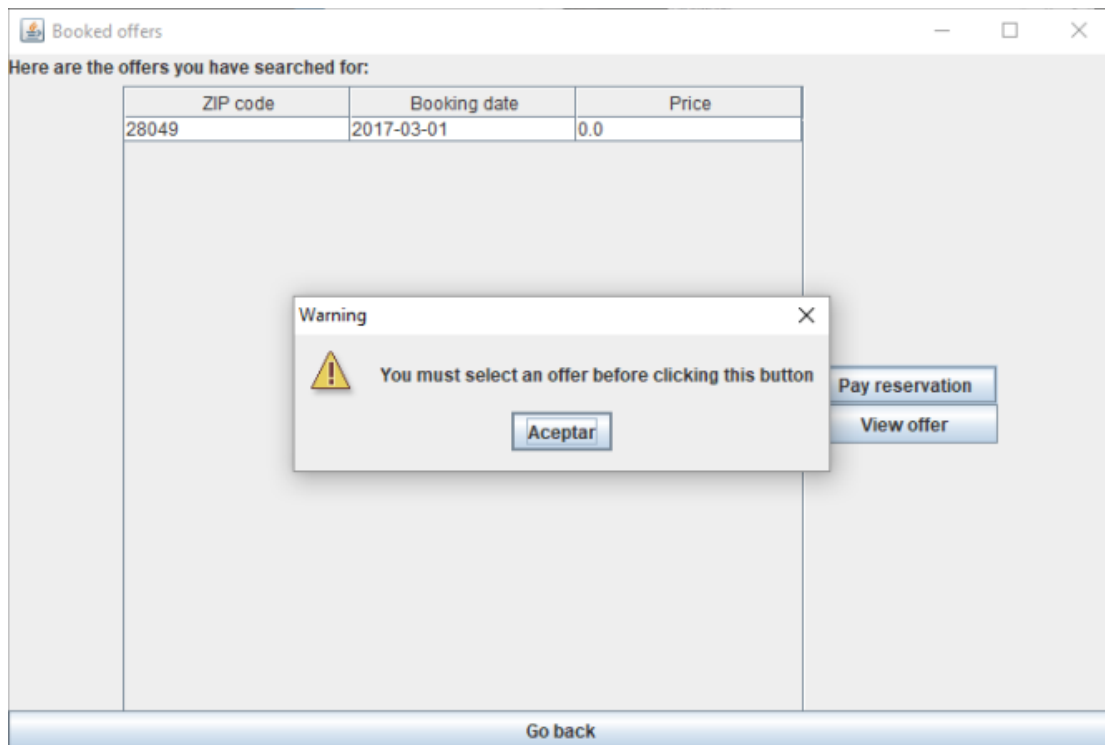 Booked offers
Here are the offers you have searched for:
ZIP code Booking date Price
28049 2017-03-01 0.0
Warning
You must select an offer before clicking this button
Aceptar
Pay reservation
View offer
Go back